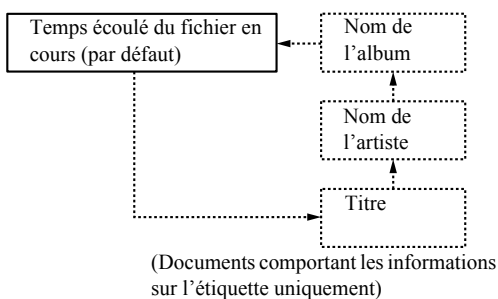 Temps écoulé du fichier en
cours (par défaut)
Nom de
l'album
Nom de
l'artiste
Titre
(Documents comportant les informations
sur l'étiquette uniquement)